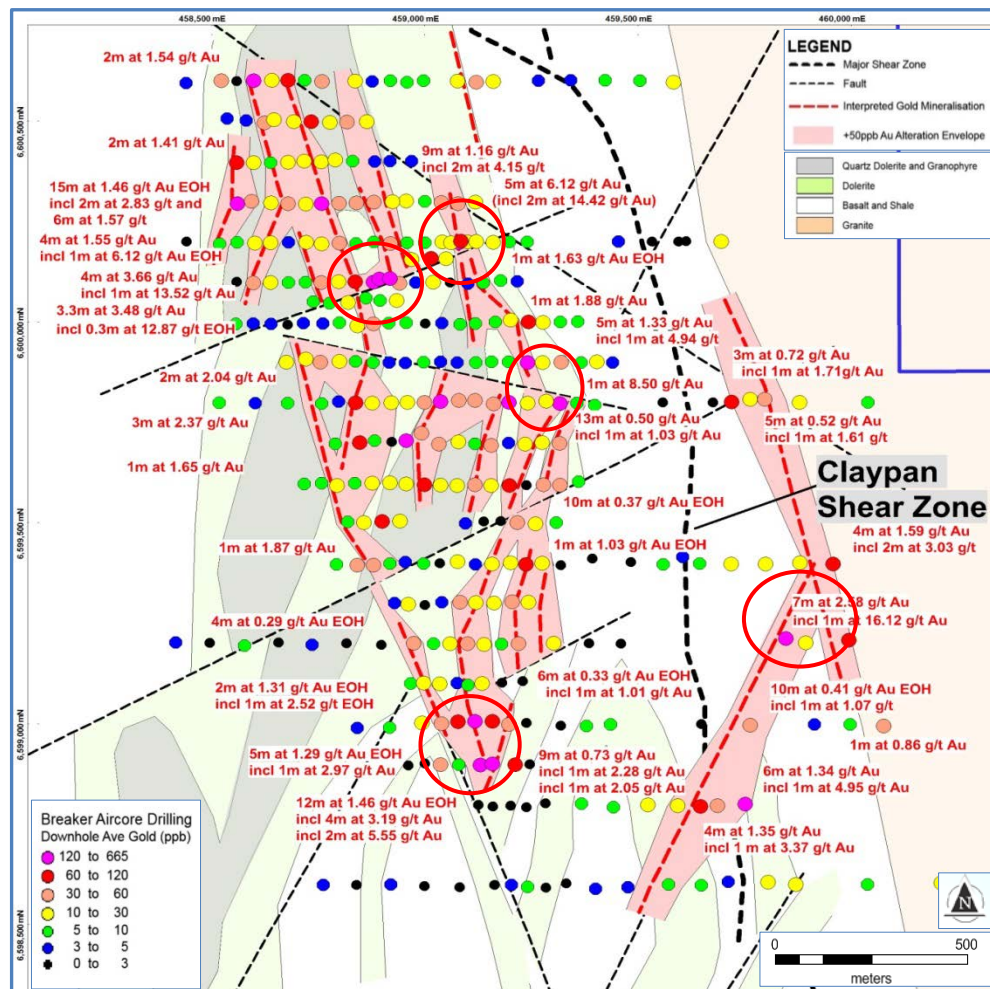 458,500 mE
459,000 mE
459,500 mE
460,000 mE
6,600,500 mN
6,600,000 mN
6,599,500 mN
6,599,000 mN
6,598,500 mN
LEGEND
Major Shear Zone
Fault
Interpreted Gold Mineralisation
+50ppb Au Alteration Envelope
Quartz Dolerite and Granophyre
Dolerite
Basalt and Shale
Granite
2m at 1.54 g/t Au
2m at 1.41 g/t Au
9m at 1.16 g/t Au
incl 2m at 4.15 g/t
15m at 1.46 g/t Au EOH
incl 2m at 2.83 g/t and
6m at 1.57 g/t
5m at 6.12 g/t Au
(incl 2m at 14.42 g/t Au)
4m at 1.55 g/t Au
incl 1m at 6.12 g/t Au EOH
1m at 1.63 g/t Au EOH
4m at 3.66 g/t Au
incl 1m at 13.52 g/t Au
3.3m at 3.48 g/t Au
incl 0.3m at 12.87 g/t EOH
1m at 1.88 g/t Au
5m at 1.33 g/t Au
incl 1m at 4.94 g/t
3m at 0.72 g/t Au
incl 1m at 1.71g/t Au
2m at 2.04 g/t Au
1m at 8.50 g/t Au
3m at 2.37 g/t Au
13m at 0.50 g/t Au
incl 1m at 1.03 g/t Au
5m at 0.52 g/t Au
incl 1m at 1.61 g/t
1m at 1.65 g/t Au
Claypan
Shear Zone
10m at 0.37 g/t Au EOH
4m at 1.59 g/t Au
incl 2m at 3.03 g/t
1m at 1.87 g/t Au
1m at 1.03 g/t Au EOH
7m at 2.58 g/t Au
incl 1m at 16.12 g/t Au
4m at 0.29 g/t Au EOH
2m at 1.31 g/t Au EOH
incl 1m at 2.52 g/t EOH
6m at 0.33 g/t Au EOH
incl 1m at 1.01 g/t Au
10m at 0.41 g/t Au EOH
incl 1m at 1.07 g/t
1m at 0.86 g/t Au
5m at 1.29 g/t Au EOH
incl 1m at 2.97 g/t Au
9m at 0.73 g/t Au
incl 1m at 2.28 g/t Au
incl 1m at 2.05 g/t Au
6m at 1.34 g/t Au
incl 1m at 4.95 g/t Au
12m at 1.46 g/t Au EOH
incl 4m at 3.19 g/t Au
incl 2m at 5.55 g/t Au
4m at 1.35 g/t Au
incl 1 m at 3.37 g/t Au
Breaker Aircore Drilling
Downhole Ave Gold (ppb)
120 to 665
60 to 120
30 to 60
10 to 30
5 to 10
3 to 5
0 to 3
N
0 500
meters